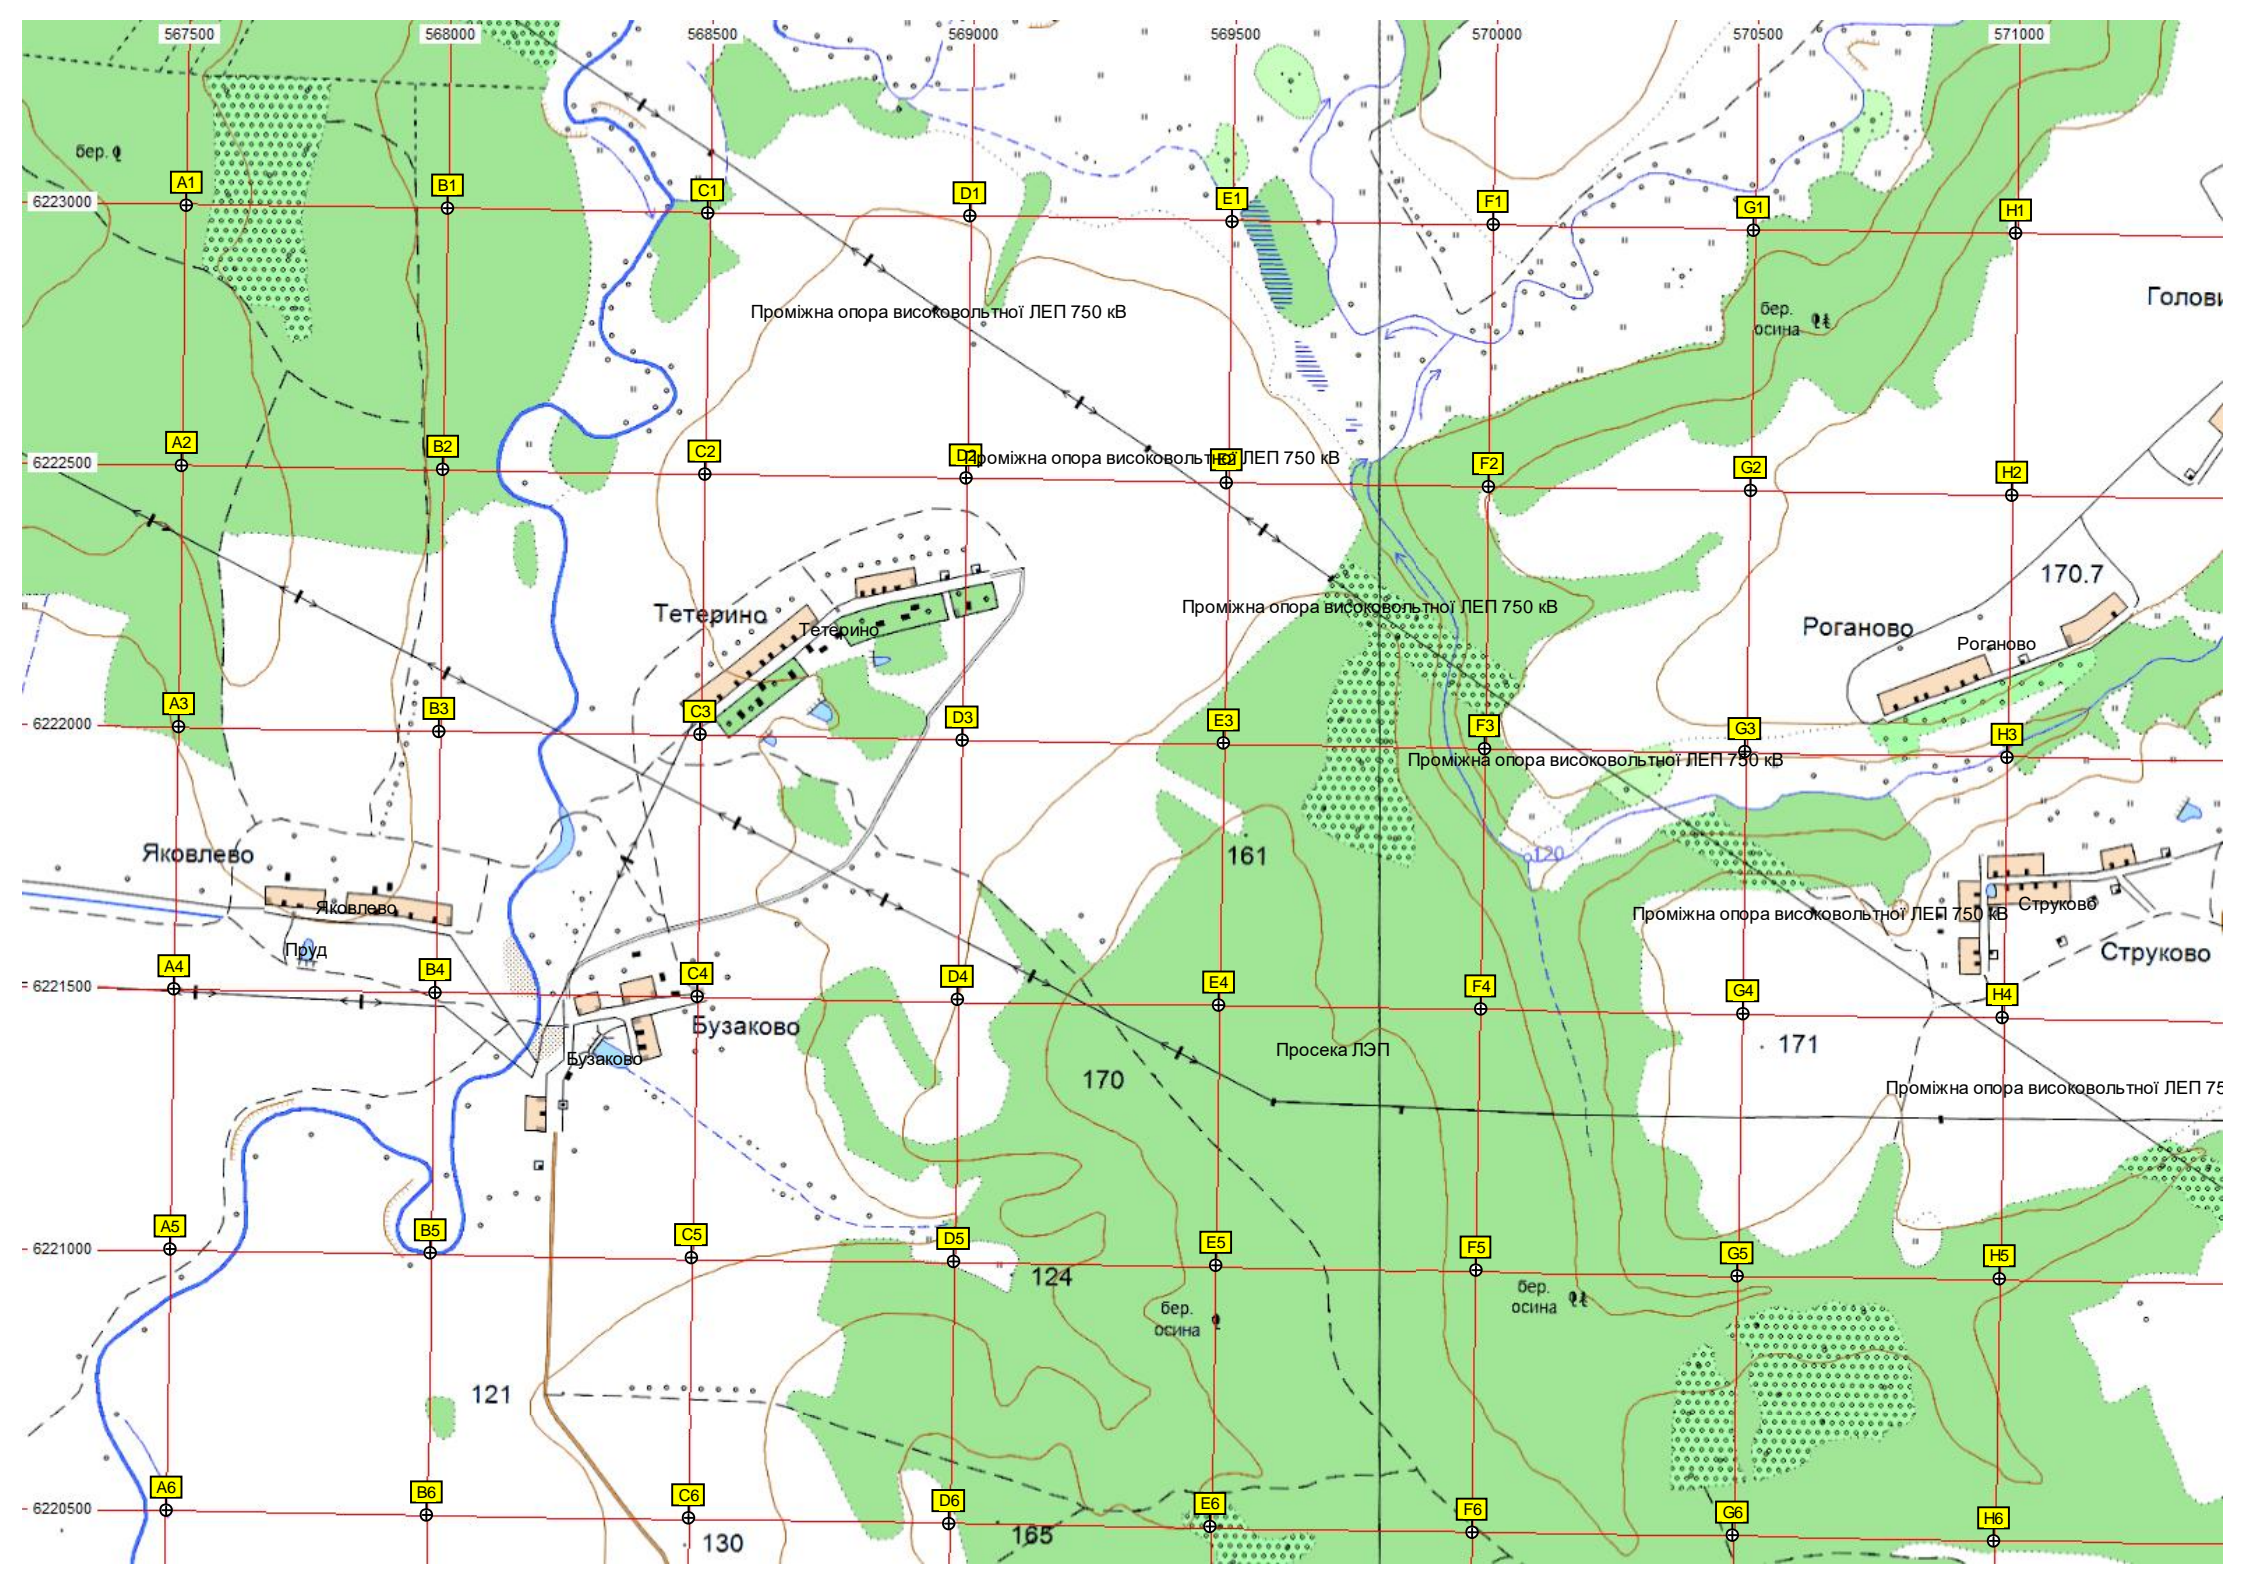 567500 568000 568500 569000 569500 570000 570500 571000
бер.
A1 B1 C1 D1 E1 F1 G1 H1
6223000
Голови
Проміжна опора високовольтної ЛЕП 750 кВ
бер.
осина
A2 B2 C2 D2 E2 F2 G2 H2
Проміжна опора високовольтної ЛЕП 750 кВ
6222500
170.7
Тетерино
Проміжна опора високовольтної ЛЕП 750 кВ
Роганово
Тетерино
Роганово
A3 B3 C3 D3 E3 F3 G3 H3
6222000
Проміжна опора високовольтної ЛЕП 750 кВ
Яковлево
161
120
Яковлево
Проміжна опора високовольтної ЛЕП 750 кВ
Струково
Пруд
Струково
A4 B4 C4 D4 E4 F4 G4 H4
6221500
Бузаково
171
Бузаково
Просека ЛЭП
170
Проміжна опора високовольтної ЛЕП 75
A5 B5 C5 D5 E5 F5 G5 H5
6221000
124
бер.
осина
бер.
осина
121
A6 B6 C6 D6 E6 F6 G6 H6
6220500
130
165